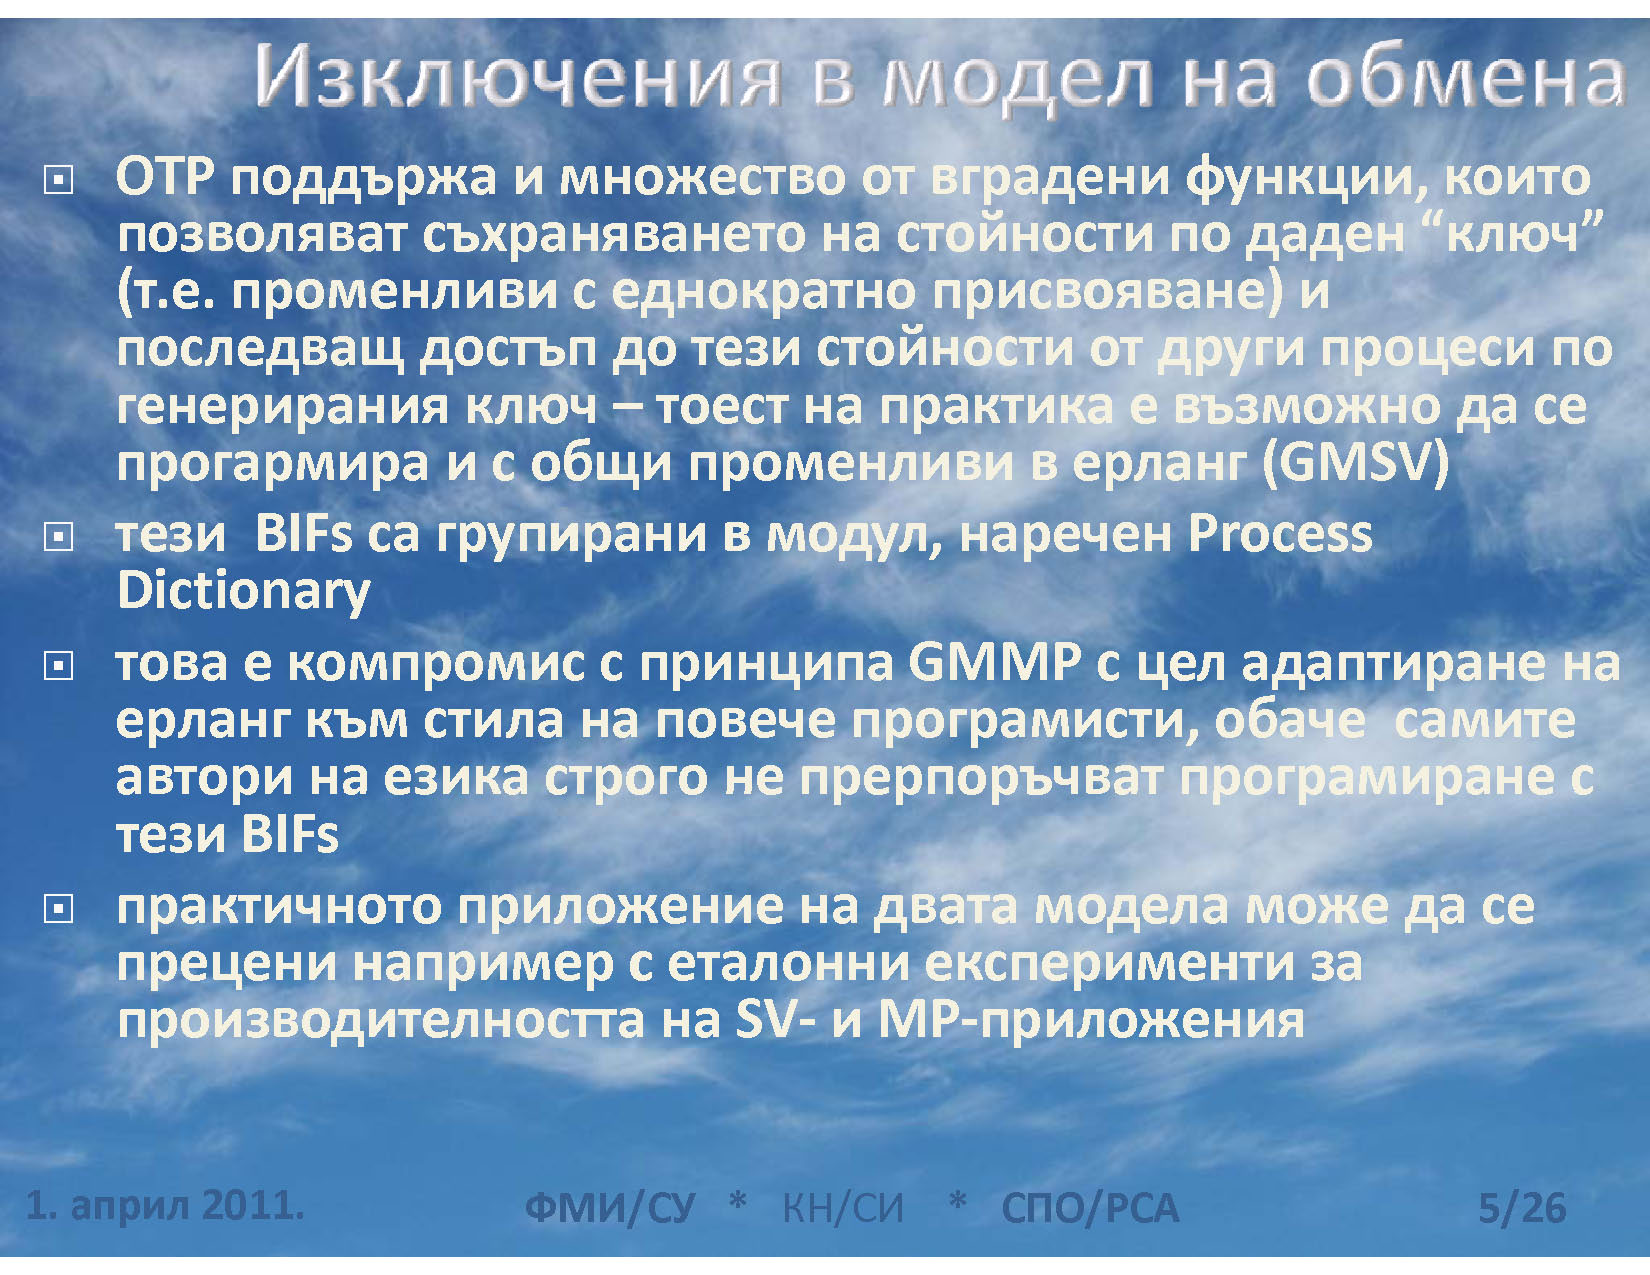 Изключения в модел на обмена
ОТР поддържа и множество от вградени функции, които
позволяват съхраняването на стойности по даден “ключ”
(т.е. променливи с еднократно присвояване) и
последващ достъп до тези стойности от други процеси по
генерирания ключ – тоест на практика е възможно да се
прогармира и с общи променливи в ерланг (GMSV)
тези BIFs са групирани в модул, наречен Process
Dictionary
това е компромис с принципа GMMP с цел адаптиране на
ерланг към стила на повече програмисти, обаче самите
автори на езика строго не прерпоръчват програмиране с
тези BIFs
практичното приложение на двата модела може да се
прецени например с еталонни експерименти за
производителността на SV- и MP-приложения
1. април 2011. ФМИ/СУ * КН/СИ * СПО/РСА 5/26